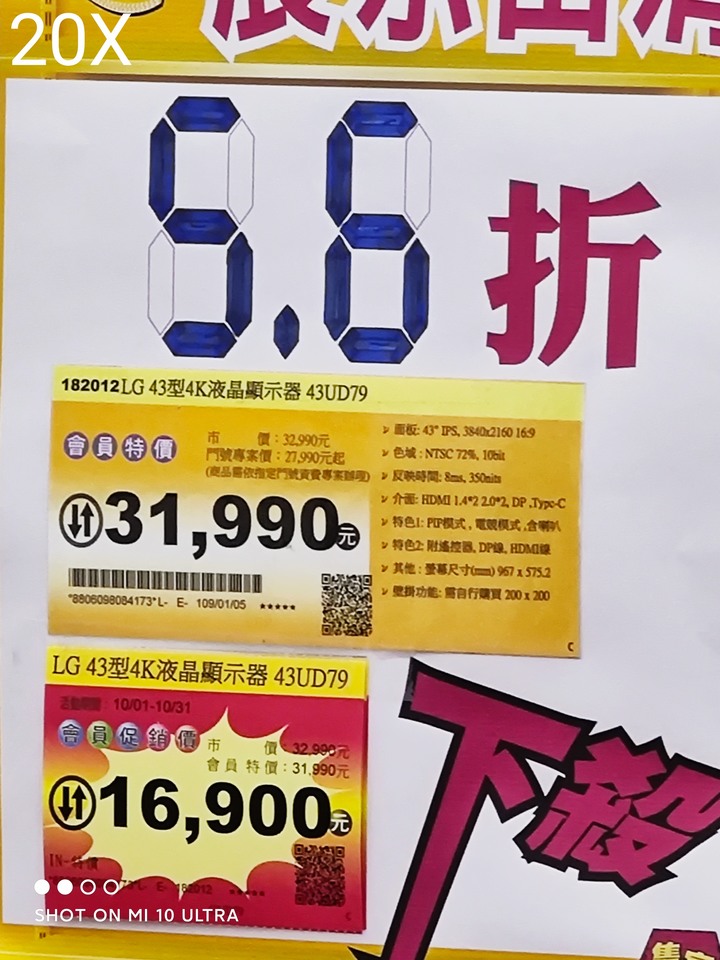 20X
展示出清
5.6折
182012 LG 43型4K液晶顯示器 43UD79
會員特價
市 價: 32,990元
門號專案價: 27,990元起
(商品需依指定門號資費專案辦理)
31,990元
*8806098084173*L- E- 109/01/05 *****
面板: 43" IPS, 3840x2160 16:9
色域: NTSC 72%, 10bit
反映時間: 8ms, 350nits
介面: HDMI 1.4*2 2.0*2, DP ,Type-C
特色1: PIP模式 , 電競模式 ,含喇叭
特色2: 附遙控器, DP線, HDMI線
其他 : 螢幕尺寸(mm) 967 x 575.2
壁掛功能: 需自行購買 200 x 200
C
LG 43型4K液晶顯示器 43UD79
活動期間: 10/01-10/31
會員促銷價
市 價: 32,990元
會員特價: 31,990元
16,900元
IN-特價
73*L- E- 182012 *****
C
下殺
SHOT ON MI 10 ULTRA